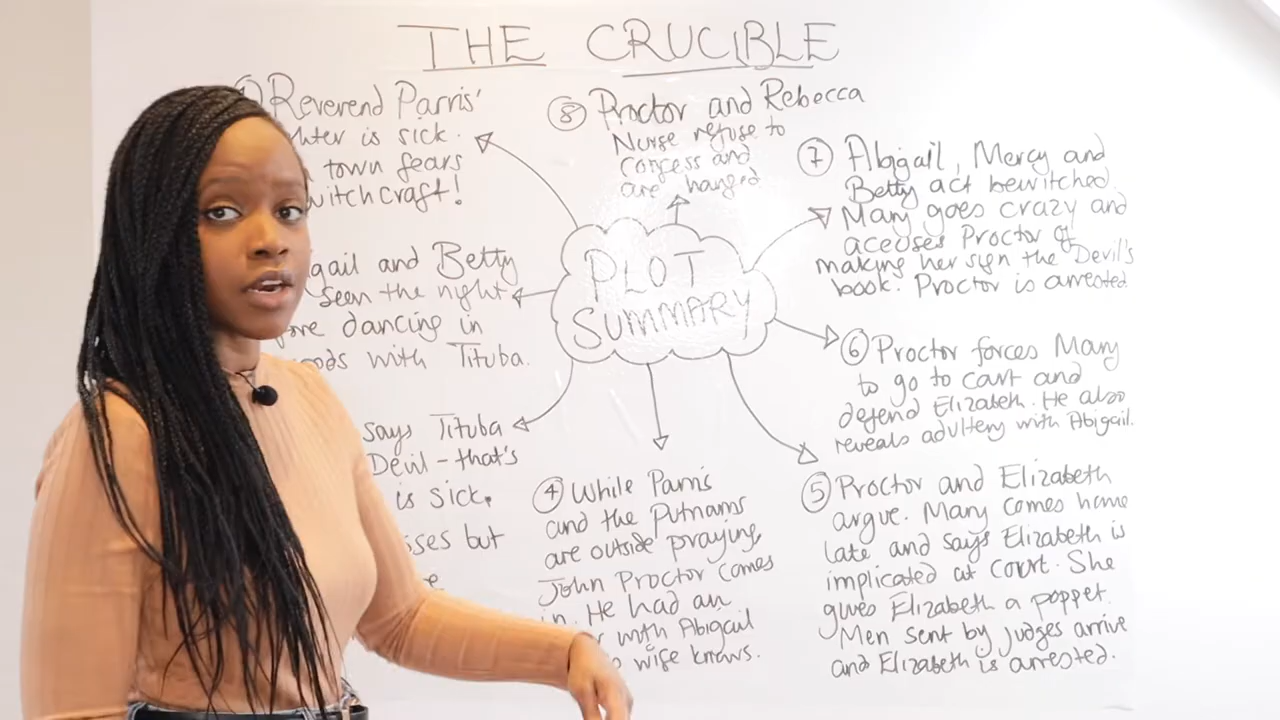 THE CRUCIBLE
Reverend Parris'
is sick.
town fears
witchcraft!
and Betty
seen the night
dancing in
with Tituba.
says Tituba
Devil - that's
is sick.
but
④ While Parris
and the Putnams
are outside praying,
John Proctor comes
in. He had an
with Abigail
wife knows.
⑤ Proctor and Elizabeth
argue. Mary comes home
late and says Elizabeth is
implicated at court. She
gives Elizabeth a poppet.
Men sent by judges arrive
and Elizabeth is arrested.
⑥ Proctor forces Mary
to go to court and
defend Elizabeth. He also
reveals adultery with Abigail.
⑦ Abigail, Mercy and
Betty act bewitched.
Mary goes crazy and
accuses Proctor of
making her sign the Devil's
book. Proctor is arrested.
⑧ Proctor and Rebecca
Nurse refuse to
confess and
are hanged
PLOT
SUMMARY